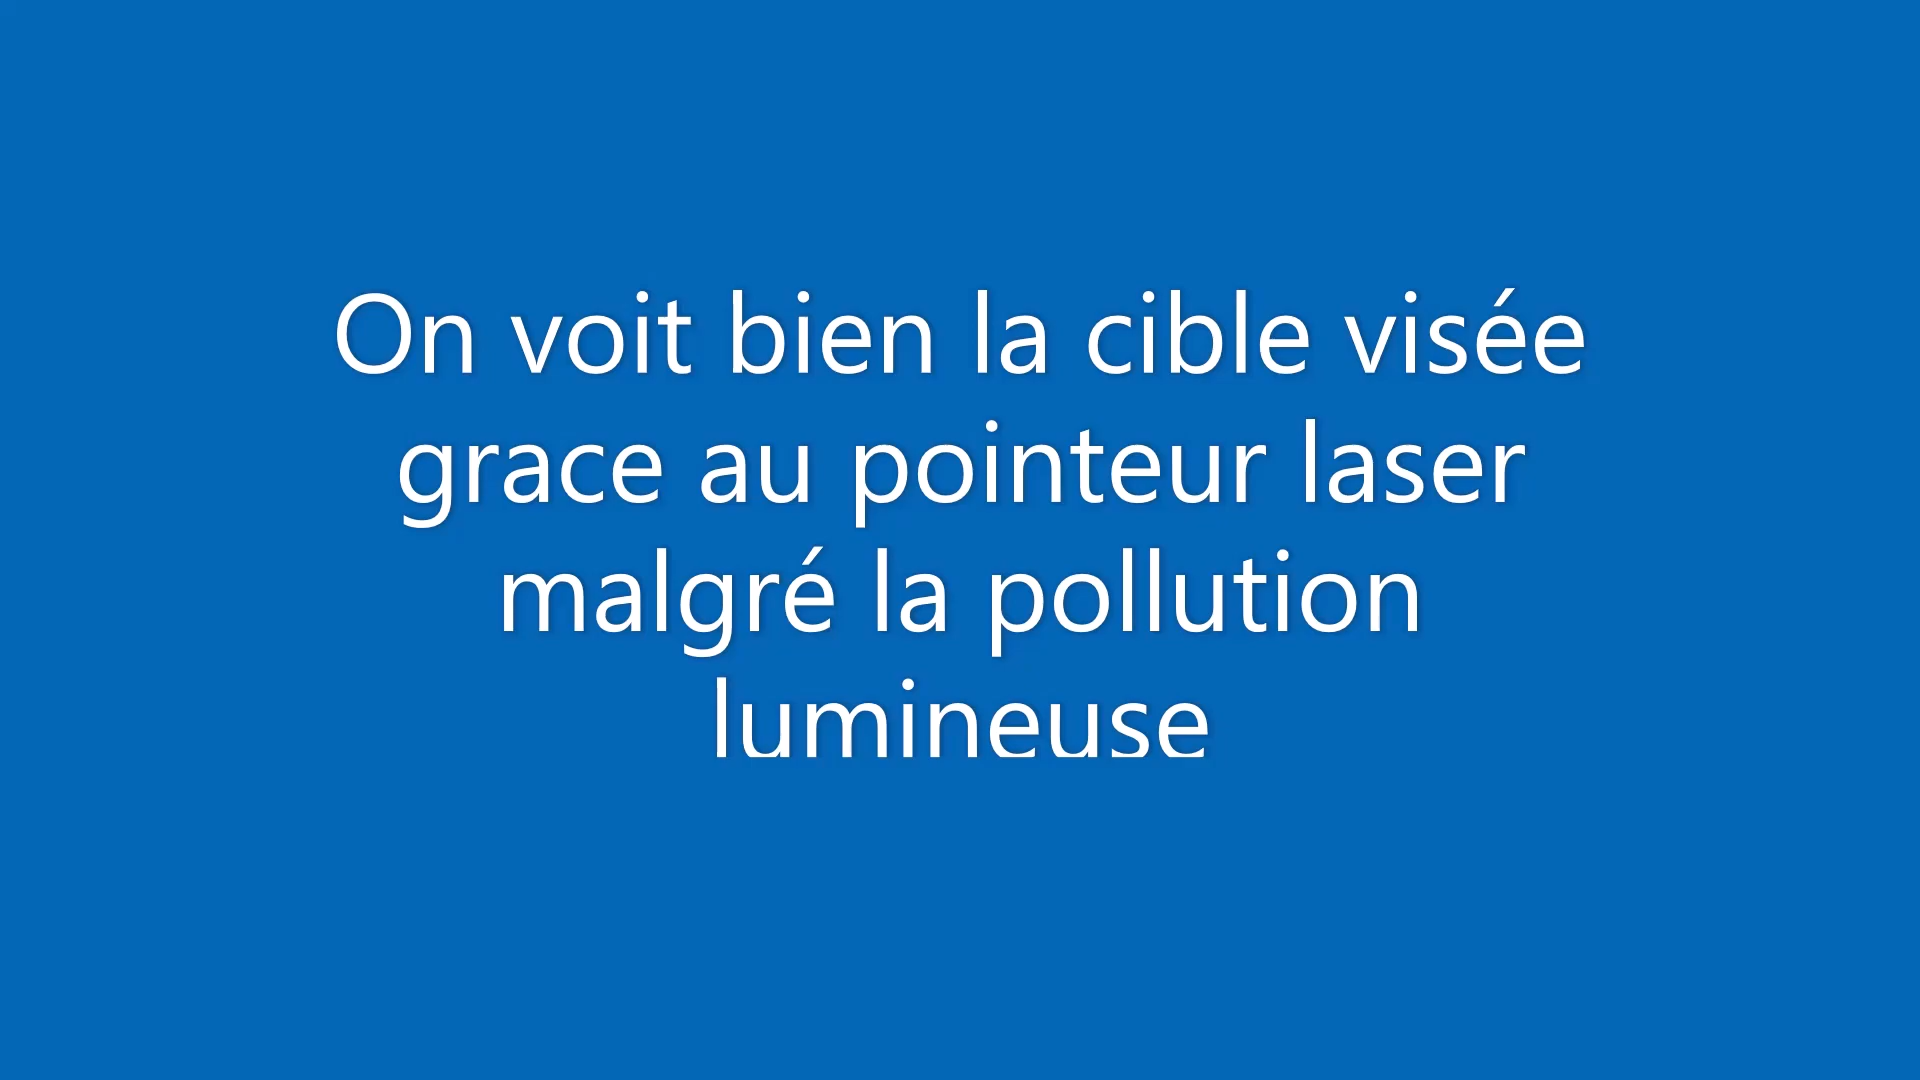 On voit bien la cible visée
grace au pointeur laser
malgré la pollution
lumineuse